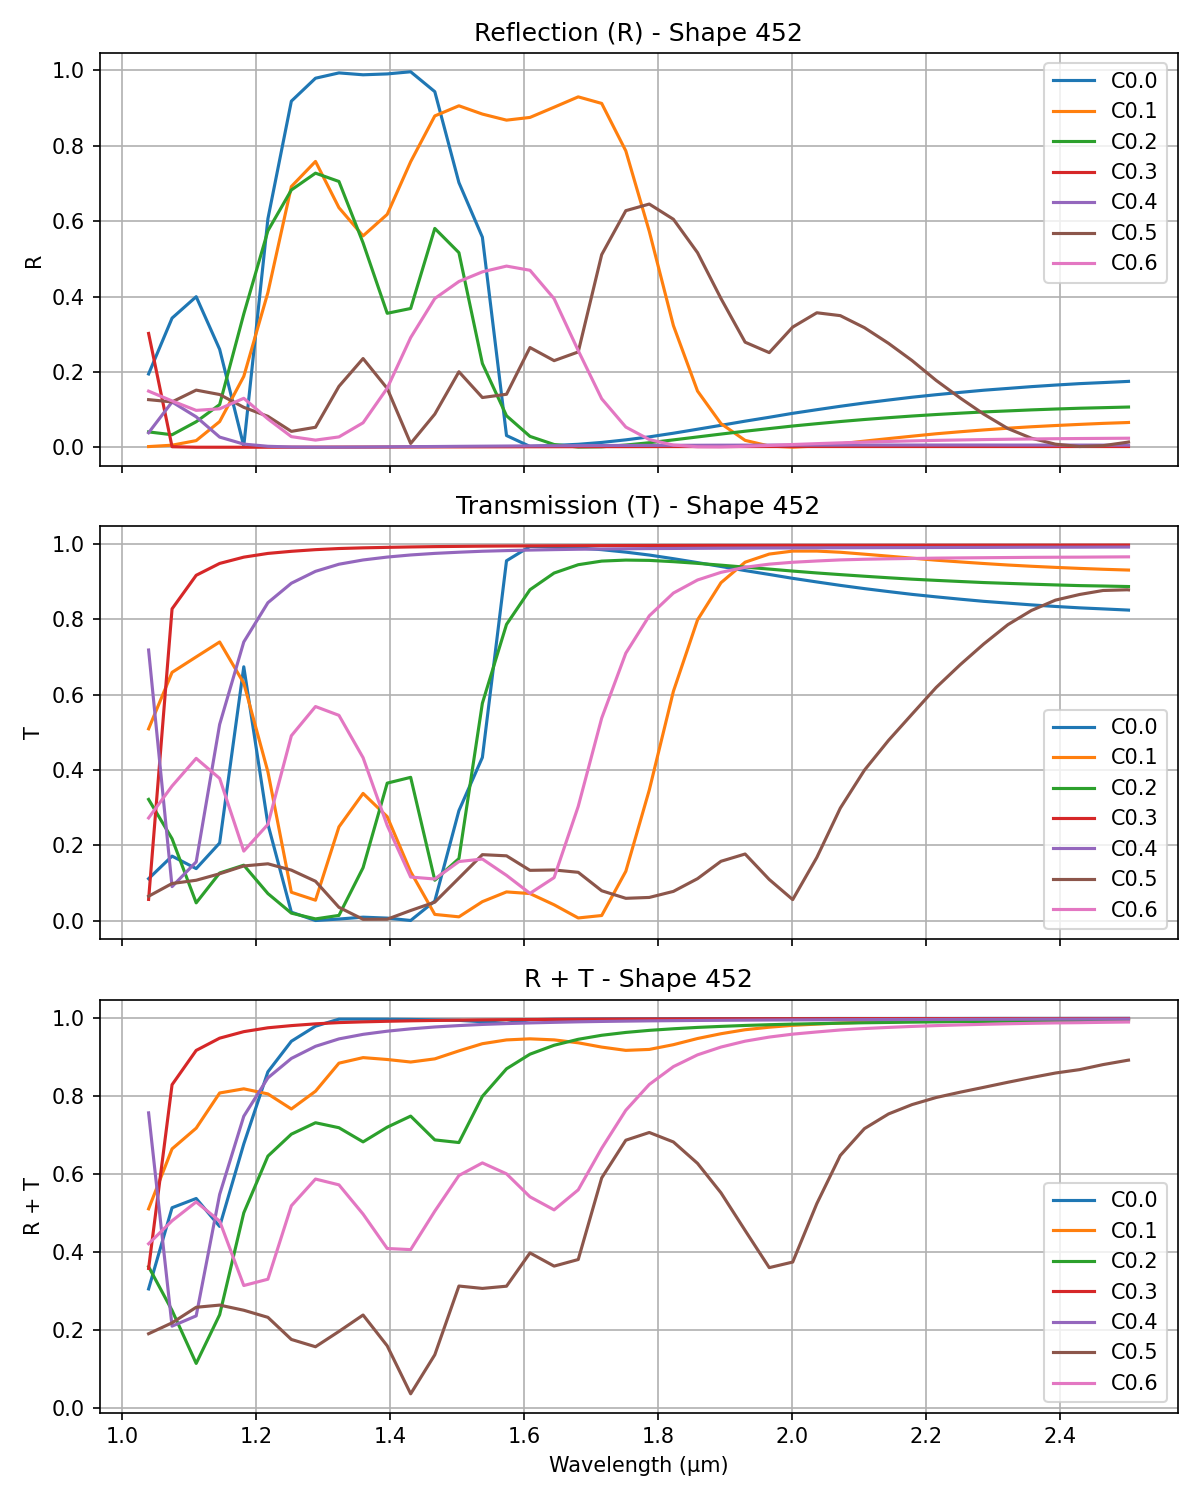 Reflection (R) - Shape 452
1.0
0.8
0.6
0.4
0.2
0.0
R
C0.0
C0.1
C0.2
C0.3
C0.4
C0.5
C0.6
Transmission (T) - Shape 452
1.0
0.8
0.6
0.4
0.2
0.0
T
C0.0
C0.1
C0.2
C0.3
C0.4
C0.5
C0.6
R + T - Shape 452
1.0
0.8
0.6
0.4
0.2
0.0
R + T
C0.0
C0.1
C0.2
C0.3
C0.4
C0.5
C0.6
1.0 1.2 1.4 1.6 1.8 2.0 2.2 2.4
Wavelength (μm)